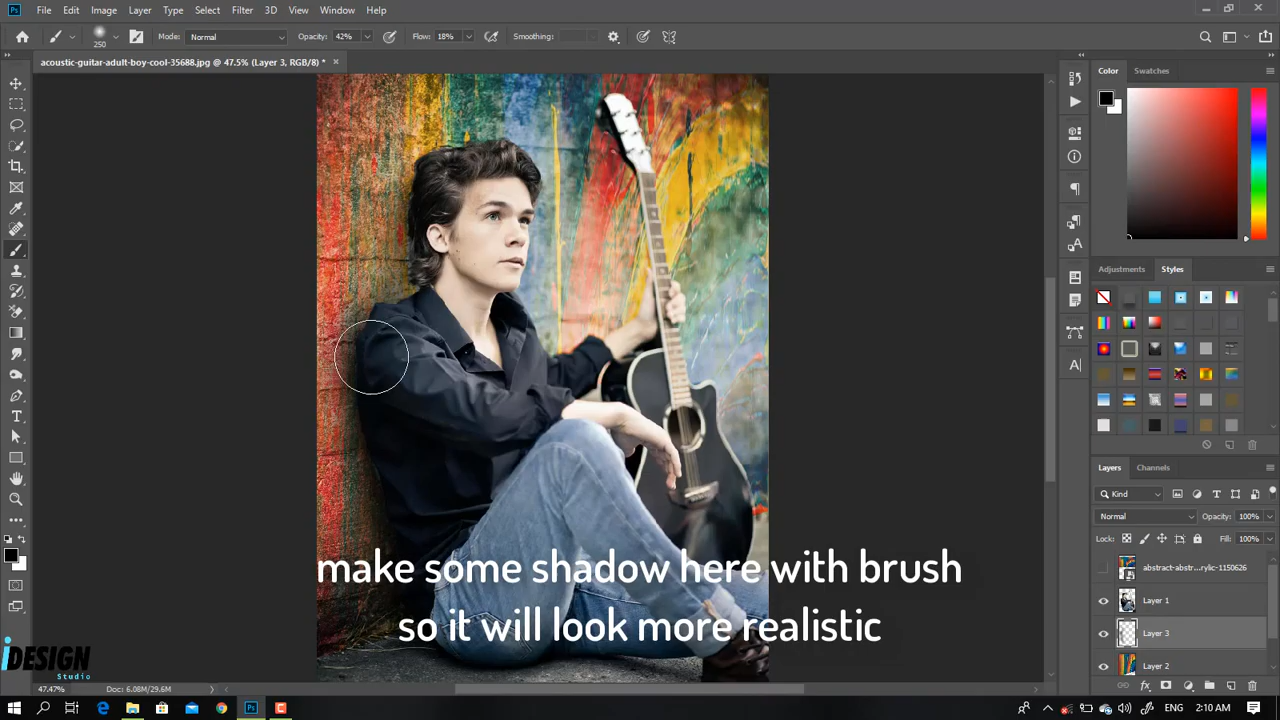 Ps File Edit Image Layer Type Select Filter 3D View Window Help
250 Mode: Normal Opacity: 42% Flow: 18% Smoothing:
acoustic-guitar-adult-boy-cool-35688.jpg @ 47.5% (Layer 3, RGB/8) * ×
Color Swatches
Adjustments Styles
Layers Channels
Kind
Normal Opacity: 100%
Lock: Fill: 100%
abstract-abstr...rylic-1150626
Layer 1
Layer 3
Layer 2
make some shadow here with brush
so it will look more realistic
iDESIGN
Studio
47.47% Doc: 6.08M/29.6M
ENG 2:10 AM